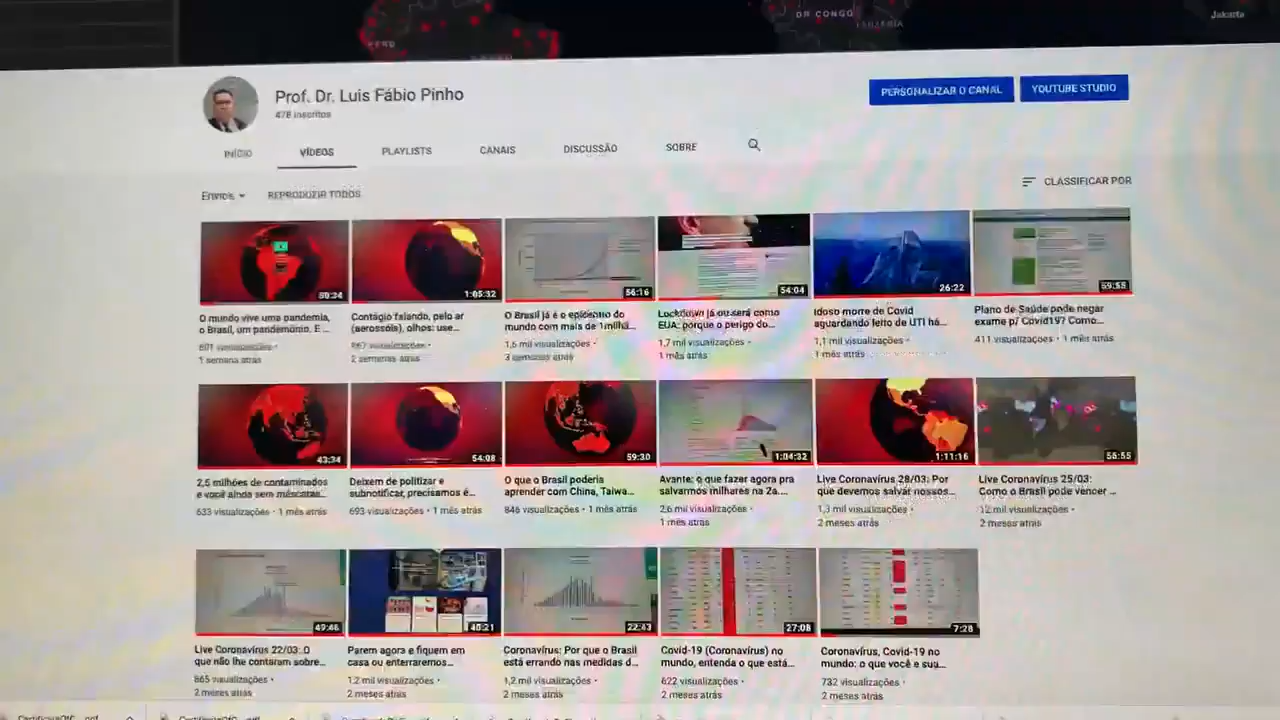 PERU
DR CONGO
TANZANIA
Jakarta
Prof. Dr. Luis Fábio Pinho
478 inscritos
PERSONALIZAR O CANAL
YOUTUBE STUDIO
INÍCIO
VÍDEOS
PLAYLISTS
CANAIS
DISCUSSÃO
SOBRE
Envios
REPRODUZIR TODOS
CLASSIFICAR POR
1:05:32
56:16
54:04
26:22
59:55
O mundo vive uma pandemia,
o Brasil, um pandemônio. E ...
visualizações •
1 semana atrás
Contágio falando, pelo ar
(aerossóis), olhos: use...
visualizações •
2 semanas atrás
O Brasil já é o epicentro do
mundo com mais de 1milhã...
1,6 mil visualizações •
3 semanas atrás
Lockdown já ou será como
EUA: porque o perigo do...
1,7 mil visualizações •
1 mês atrás
Idoso morre de Covid
aguardando leito de UTI há...
1,1 mil visualizações •
1 mês atrás
Plano de Saúde pode negar
exame p/ Covid19? Como...
411 visualizações • 1 mês atrás
43:34
54:08
59:30
1:04:32
1:11:16
56:55
2,5 milhões de contaminados
e você ainda sem máscaras...
633 visualizações • 1 mês atrás
Deixem de politizar e
subnotificar, precisamos é...
693 visualizações • 1 mês atrás
O que o Brasil poderia
aprender com China, Taiwa...
846 visualizações • 1 mês atrás
Avante: o que fazer agora pra
salvarmos milhares na 2a....
2,6 mil visualizações •
1 mês atrás
Live Coronavírus 28/03: Por
que devemos salvar nossos...
1,3 mil visualizações •
2 meses atrás
Live Coronavírus 25/03:
Como o Brasil pode vencer ...
mil visualizações •
2 meses atrás
49:46
22:43
27:08
7:28
Live Coronavírus 22/03: O
que não lhe contaram sobre...
865 visualizações •
2 meses atrás
Parem agora e fiquem em
casa ou enterraremos...
1,2 mil visualizações •
2 meses atrás
Coronavírus: Por que o Brasil
está errando nas medidas d...
1,2 mil visualizações •
2 meses atrás
Covid-19 (Coronavírus) no
mundo, entenda o que está...
622 visualizações •
2 meses atrás
Coronavírus, Covid-19 no
mundo: o que você e sua...
732 visualizações •
2 meses atrás